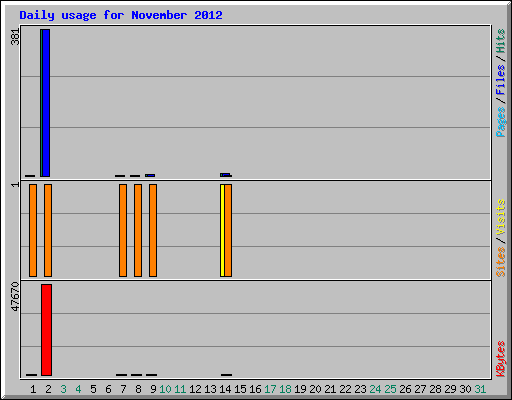 Daily usage for November 2012
381
Pages / Files / Hits
1
Sites / Visits
47670
KBytes
1 2 3 4 5 6 7 8 9 10 11 12 13 14 15 16 17 18 19 20 21 22 23 24 25 26 27 28 29 30 31